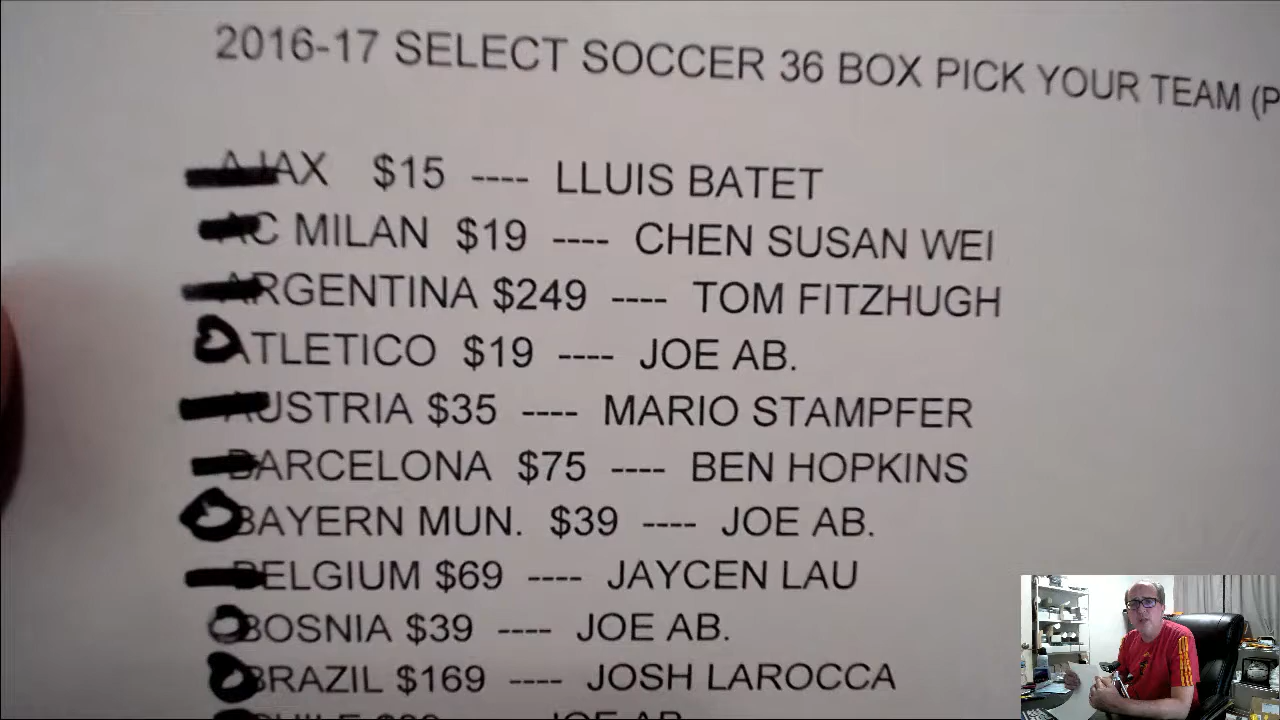 2016-17 SELECT SOCCER 36 BOX PICK YOUR TEAM (P
AJAX $15 ---- LLUIS BATET
AC MILAN $19 ---- CHEN SUSAN WEI
ARGENTINA $249 ---- TOM FITZHUGH
ATLETICO $19 ---- JOE AB.
AUSTRIA $35 ---- MARIO STAMPFER
BARCELONA $75 ---- BEN HOPKINS
BAYERN MUN. $39 ---- JOE AB.
BELGIUM $69 ---- JAYCEN LAU
BOSNIA $39 ---- JOE AB.
BRAZIL $169 ---- JOSH LAROCCA
JOE AB